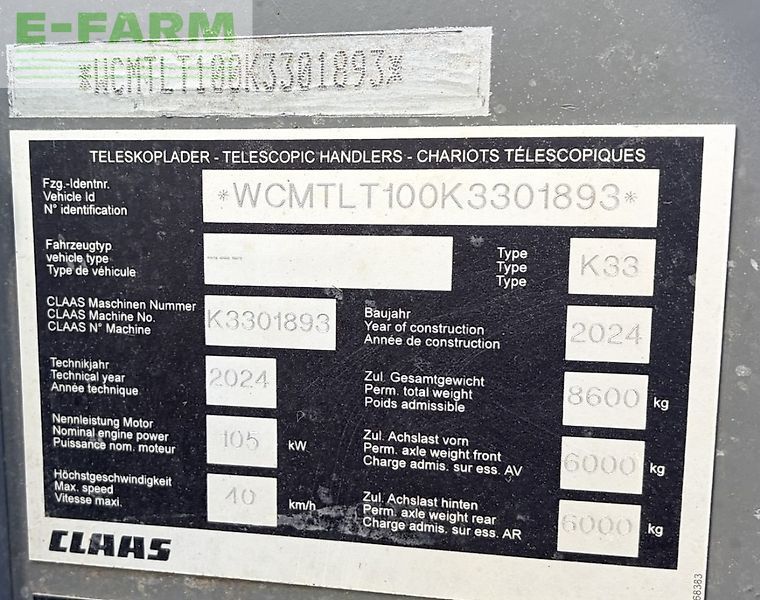 E-FARM
*WCMTLT100K3301893*
TELESKOPLADER - TELESCOPIC HANDLERS - CHARIOTS TÉLESCOPIQUES
Fzg.-Identnr.
Vehicle Id
N° identification
*WCMTLT100K3301893*
Fahrzeugtyp
vehicle type
Type de véhicule
Type
Type
Type
K33
CLAAS Maschinen Nummer
CLAAS Machine No.
CLAAS N° Machine
K3301893
Baujahr
Year of construction
Année de construction
2024
Technikjahr
Technical year
Année technique
2024
Zul. Gesamtgewicht
Perm. total weight
Poids admissible
8600 kg
Nennleistung Motor
Nominal engine power
Puissance nom. moteur
105 kW
Zul. Achslast vorn
Perm. axle weight front
Charge admis. sur ess. AV
6000 kg
Höchstgeschwindigkeit
Max. speed
Vitesse maxi.
40 km/h
Zul. Achslast hinten
Perm. axle weight rear
Charge admis. sur ess. AR
6000 kg
CLAAS